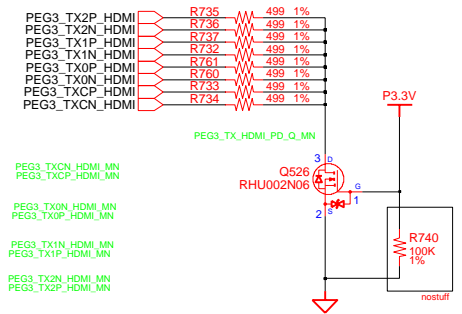 PEG3_TX2P_HDMI R735 499 1%
PEG3_TX2N_HDMI R736 499 1%
PEG3_TX1P_HDMI R737 499 1%
PEG3_TX1N_HDMI R732 499 1%
PEG3_TX0P_HDMI R761 499 1%
PEG3_TX0N_HDMI R760 499 1%
PEG3_TXCP_HDMI R733 499 1%
PEG3_TXCN_HDMI R734 499 1%
P3.3V
PEG3_TX_HDMI_PD_Q_MN
3 D
Q526
RHU002N06
G
1
2 S
PEG3_TXCN_HDMI_MN
PEG3_TXCP_HDMI_MN
PEG3_TX0N_HDMI_MN
PEG3_TX0P_HDMI_MN
PEG3_TX1N_HDMI_MN
PEG3_TX1P_HDMI_MN
PEG3_TX2N_HDMI_MN
PEG3_TX2P_HDMI_MN
R740
100K
1%
nostuff